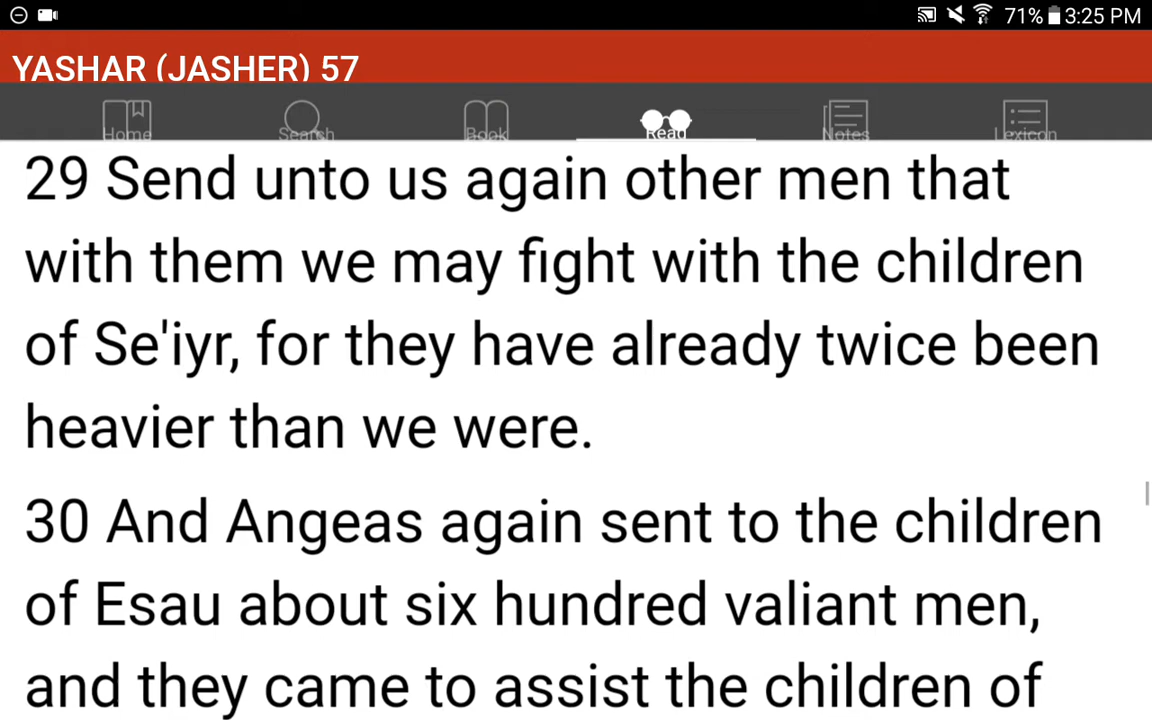 71% 3:25 PM
YASHAR (JASHER) 57
Home Search Book Read Notes Lexicon
29 Send unto us again other men that
with them we may fight with the children
of Se'iyr, for they have already twice been
heavier than we were.
30 And Angeas again sent to the children
of Esau about six hundred valiant men,
and they came to assist the children of